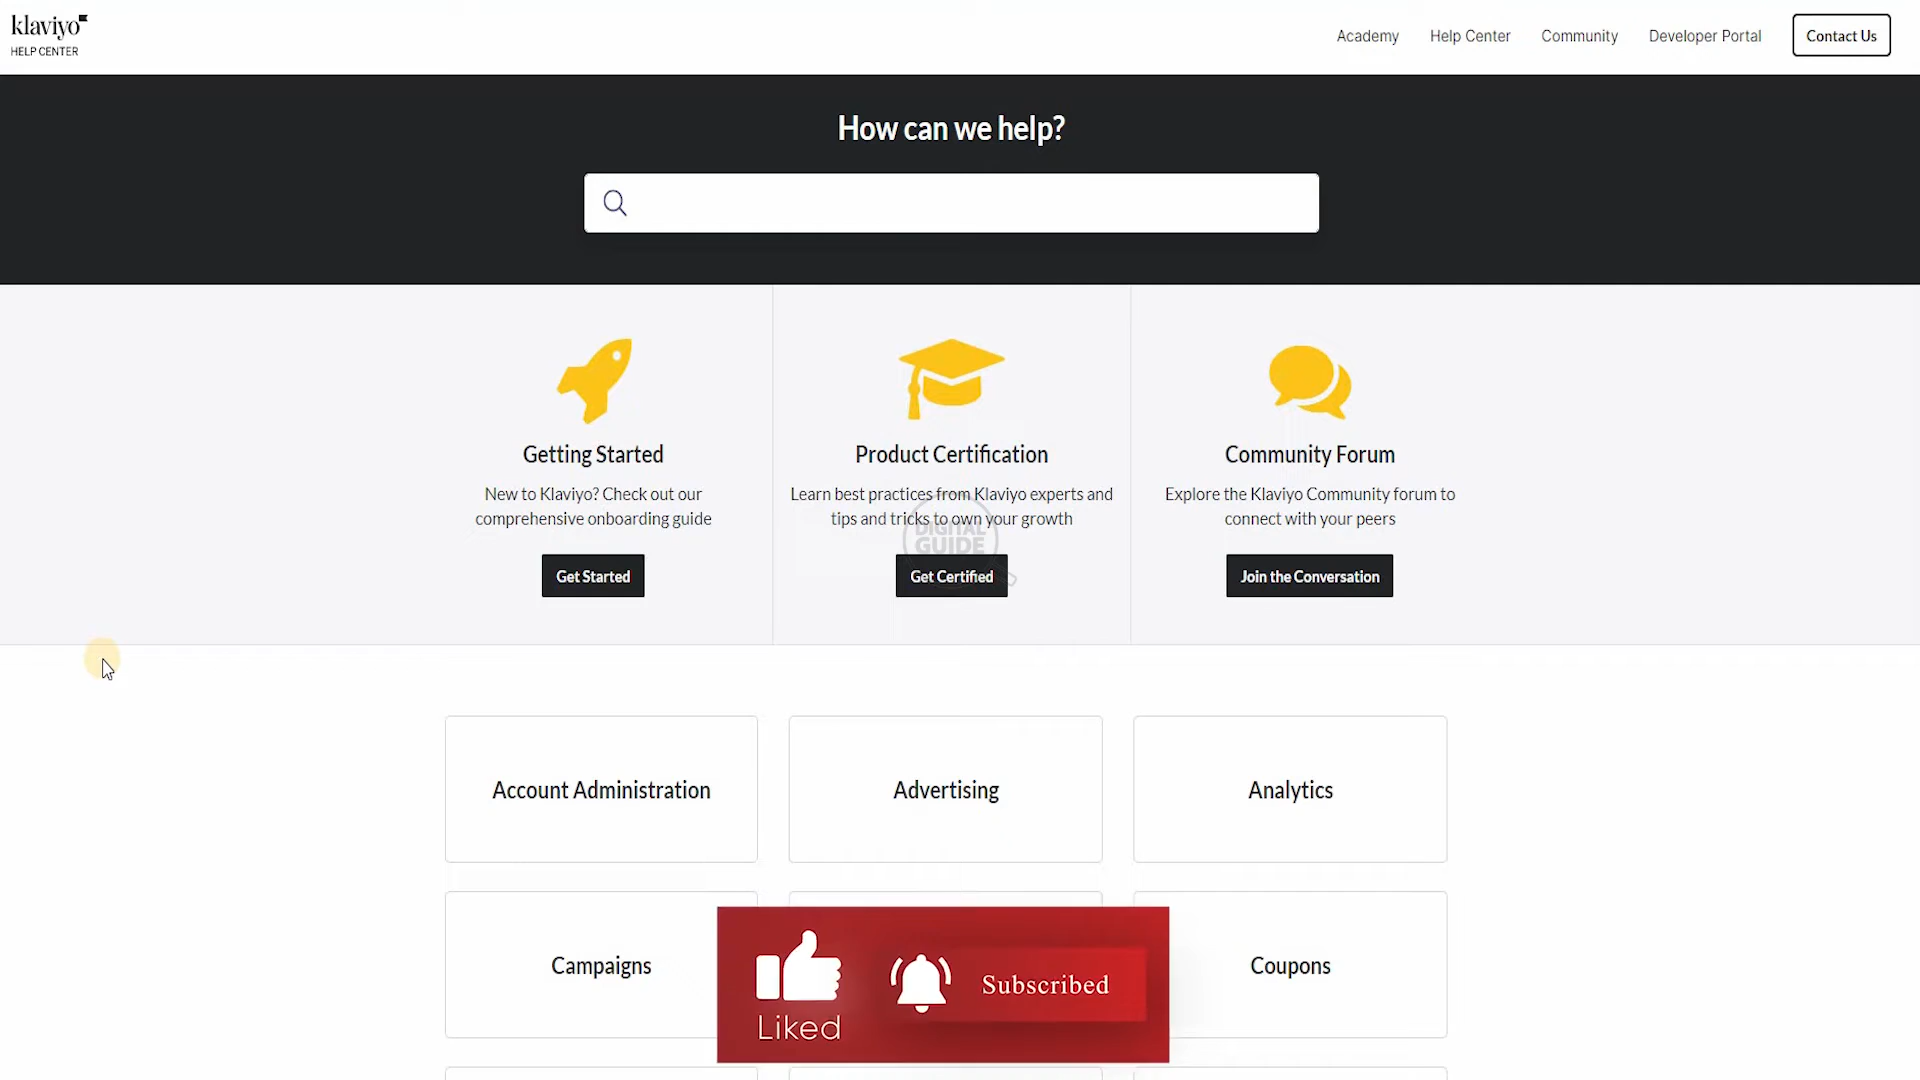 klaviyo
HELP CENTER
Academy
Help Center
Community
Developer Portal
Contact Us
How can we help?
Getting Started
New to Klaviyo? Check out our
comprehensive onboarding guide
Get Started
Product Certification
Learn best practices from Klaviyo experts and
tips and tricks to own your growth
DIGITAL
GUIDE
Get Certified
Community Forum
Explore the Klaviyo Community forum to
connect with your peers
Join the Conversation
Account Administration
Advertising
Analytics
Campaigns
Coupons
Liked
Subscribed